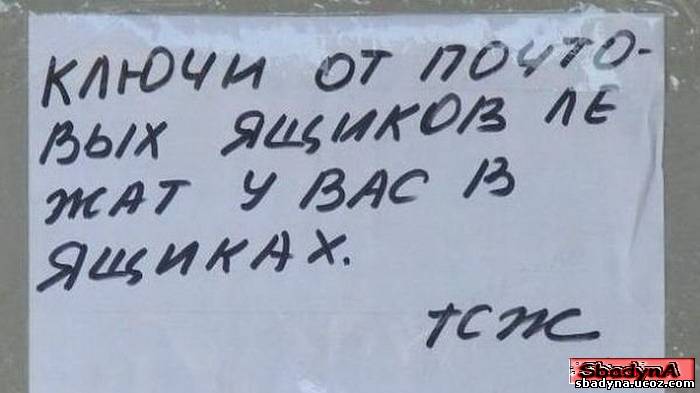 КЛЮЧИ ОТ ПОЧТО-
ВЫХ ЯЩИКОВ ЛЕ
ЖАТ У ВАС В
ЯЩИКАХ.
ТСЖ
SbadynA
sbadyna.ucoz.com